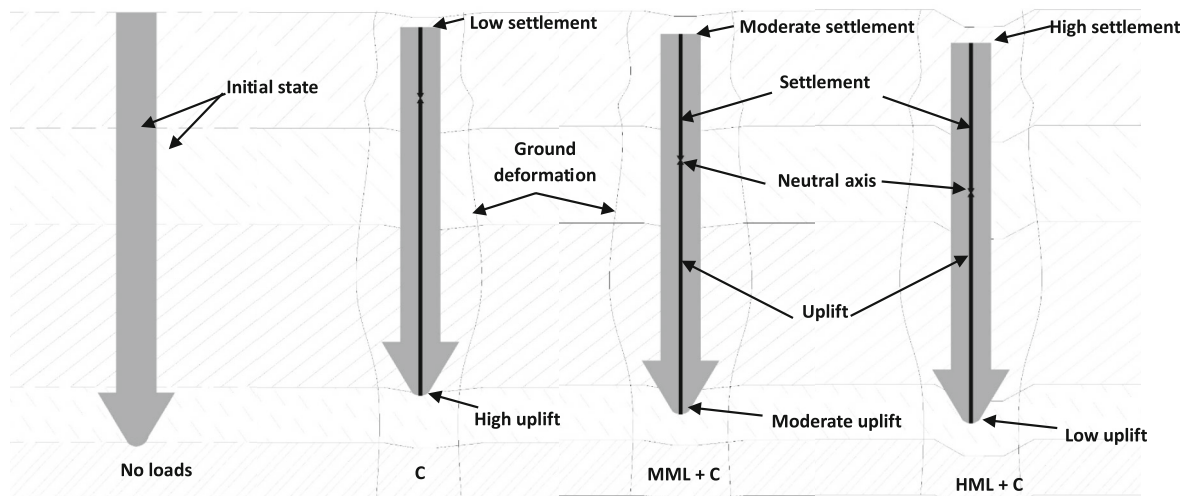 Low settlement
Moderate settlement
High settlement
Initial state
Settlement
Ground
deformation
Neutral axis
Uplift
High uplift
Moderate uplift
Low uplift
No loads
C
MML + C
HML + C